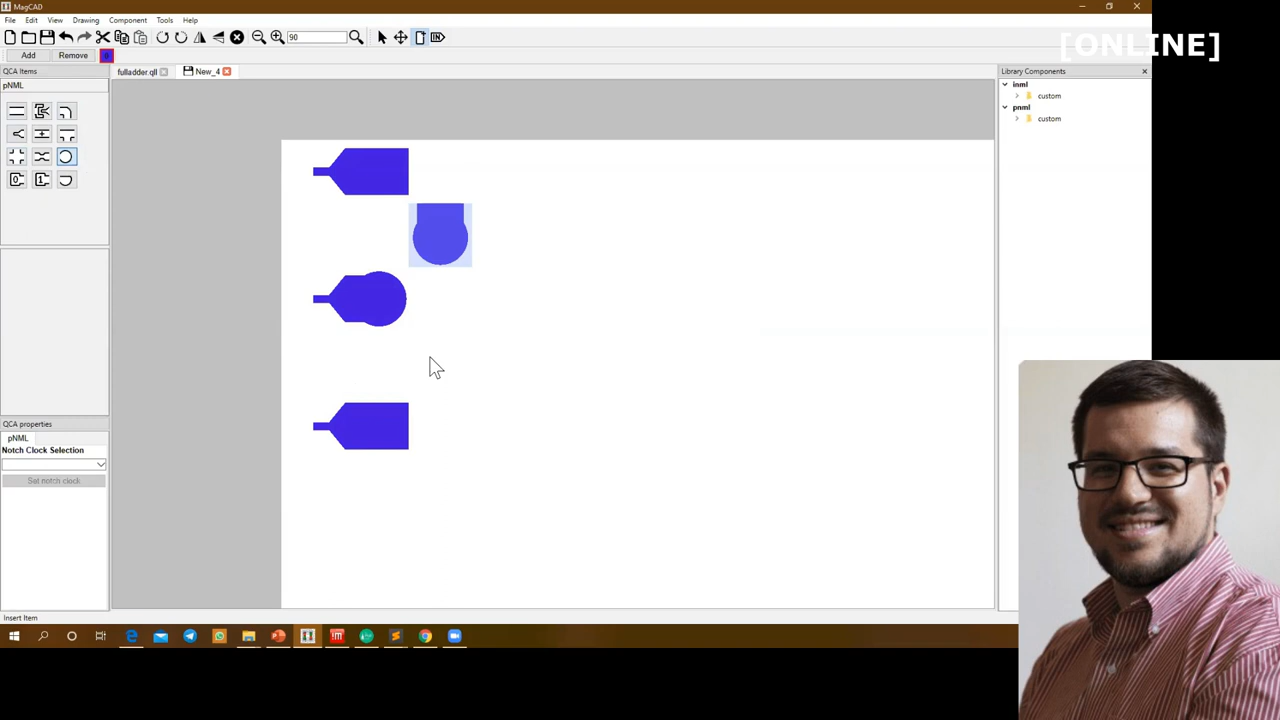 MagCAD
[ONLINE]
File Edit View Drawing Component Tools Help
90
Add Remove
QCA Items
fulladder.qll
New_4
Library Components
pNML
inml
custom
pnml
custom
QCA properties
pNML
Notch Clock Selection
Set notch clock
Insert Item